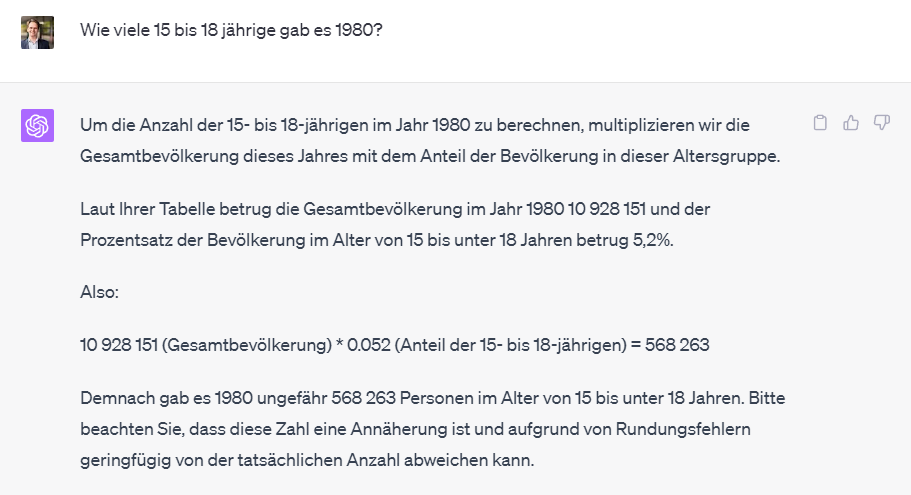 Wie viele 15 bis 18 jährige gab es 1980?
Um die Anzahl der 15- bis 18-jährigen im Jahr 1980 zu berechnen, multiplizieren wir die
Gesamtbevölkerung dieses Jahres mit dem Anteil der Bevölkerung in dieser Altersgruppe.
Laut Ihrer Tabelle betrug die Gesamtbevölkerung im Jahr 1980 10 928 151 und der
Prozentsatz der Bevölkerung im Alter von 15 bis unter 18 Jahren betrug 5,2%.
Also:
10 928 151 (Gesamtbevölkerung) * 0.052 (Anteil der 15- bis 18-jährigen) = 568 263
Demnach gab es 1980 ungefähr 568 263 Personen im Alter von 15 bis unter 18 Jahren. Bitte
beachten Sie, dass diese Zahl eine Annäherung ist und aufgrund von Rundungsfehlern
geringfügig von der tatsächlichen Anzahl abweichen kann.